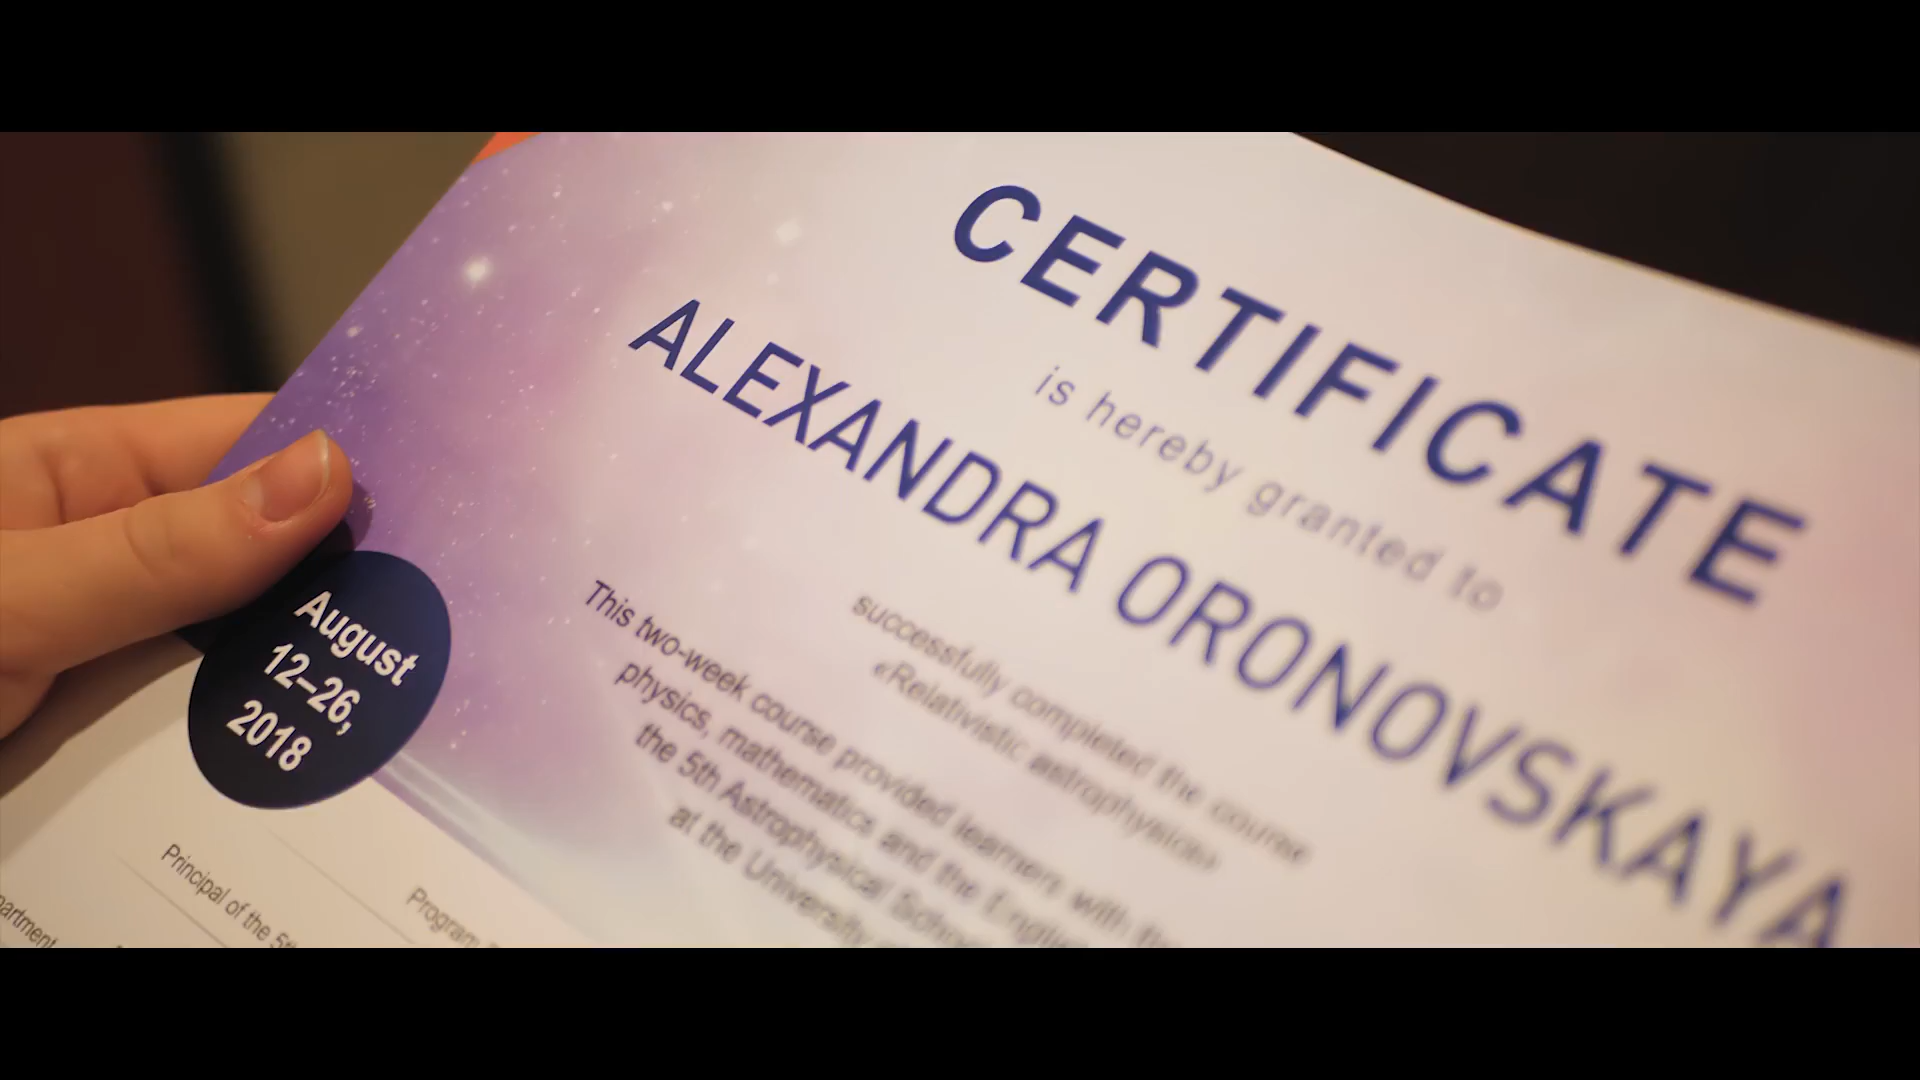 CERTIFICATE
is hereby granted to
ALEXANDRA ORONOVSKAYA
successfully completed the course
«Relativistic astrophysics»
This two-week course provided learners with the
physics, mathematics and the English
the 5th Astrophysical School
at the University
August
12–26,
2018
Principal of the 5th
Program
partment